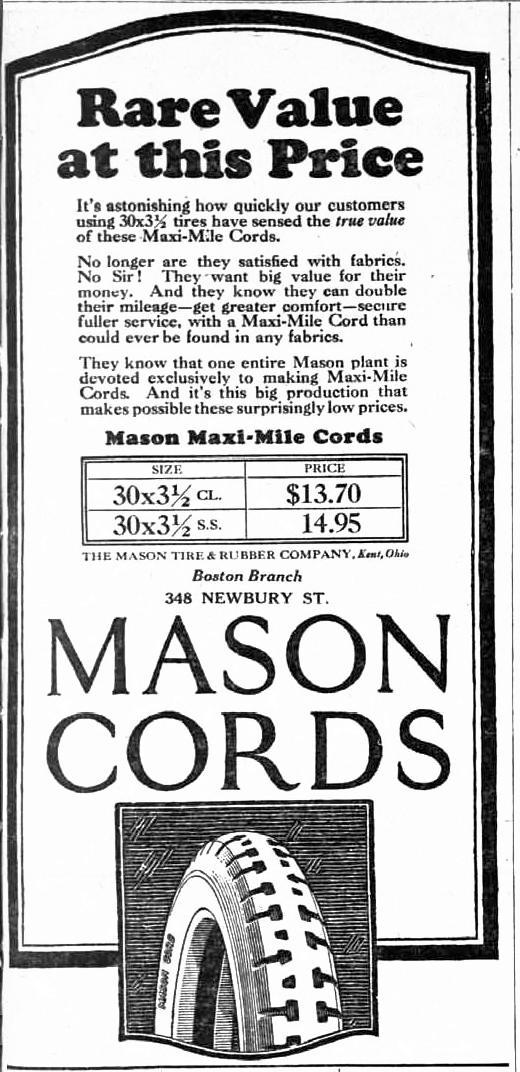 Rare Value
at this Price
It's astonishing how quickly our customers
using 30x3½ tires have sensed the true value
of these Maxi-Mile Cords.
No longer are they satisfied with fabrics.
No Sir! They want big value for their
money. And they know they can double
their mileage—get greater comfort—secure
fuller service, with a Maxi-Mile Cord than
could ever be found in any fabrics.
They know that one entire Mason plant is
devoted exclusively to making Maxi-Mile
Cords. And it's this big production that
makes possible these surprisingly low prices.
Mason Maxi-Mile Cords
SIZE PRICE
30x3½ CL. $13.70
30x3½ S.S. 14.95
THE MASON TIRE & RUBBER COMPANY, Kent, Ohio
Boston Branch
348 NEWBURY ST.
MASON
CORDS
MASON CORD